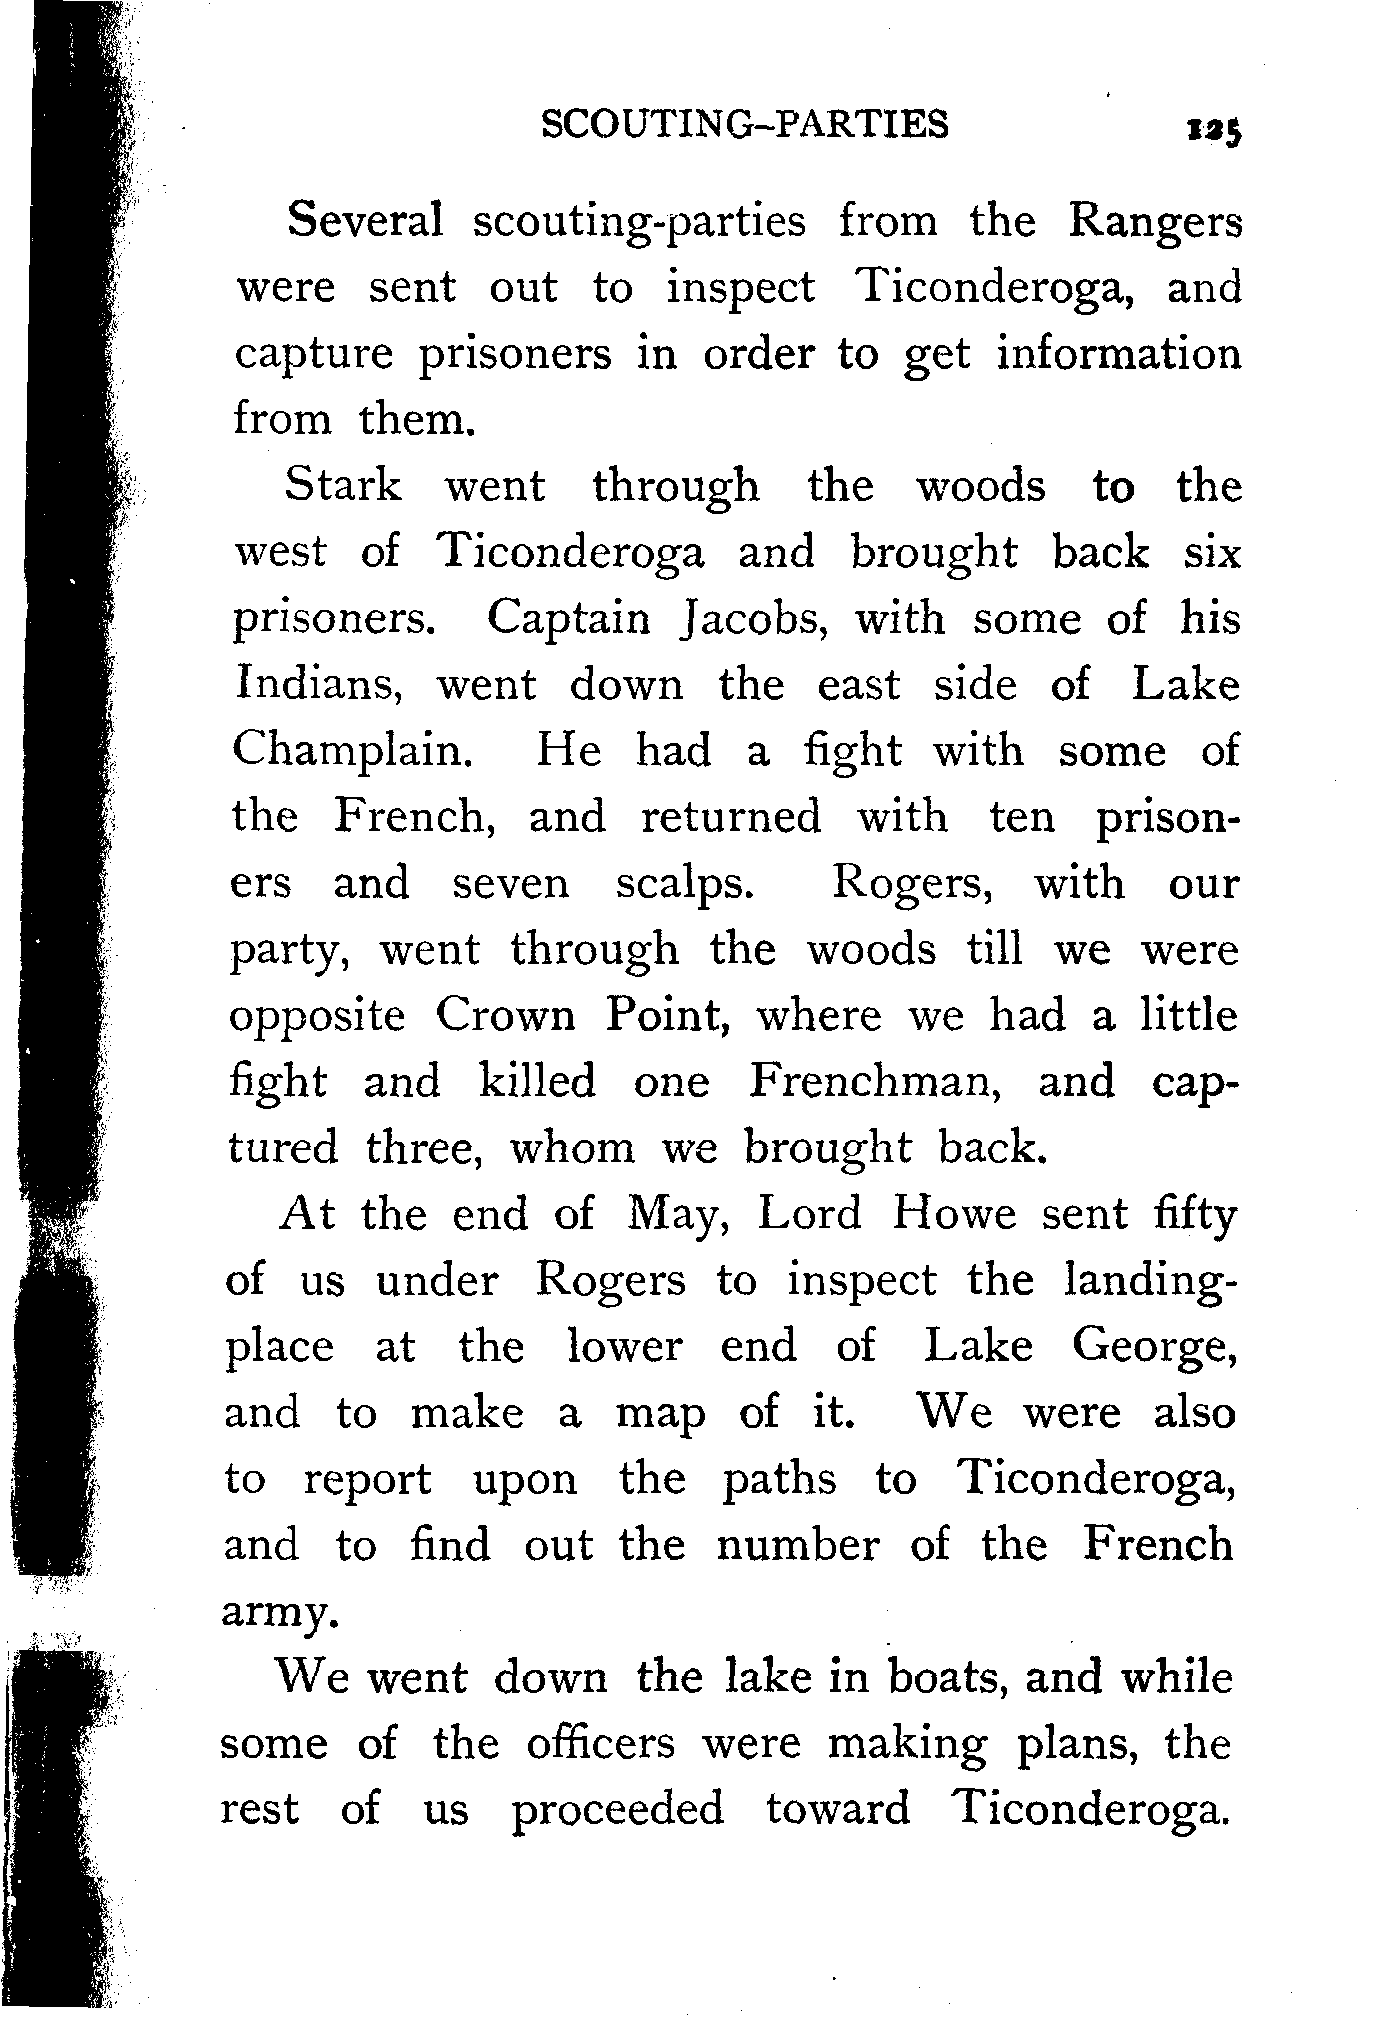 SCOUTING-PARTIES 125
Several scouting-parties from the Rangers
were sent out to inspect Ticonderoga, and
capture prisoners in order to get information
from them.
Stark went through the woods to the
west of Ticonderoga and brought back six
prisoners. Captain Jacobs, with some of his
Indians, went down the east side of Lake
Champlain. He had a fight with some of
the French, and returned with ten prison-
ers and seven scalps. Rogers, with our
party, went through the woods till we were
opposite Crown Point, where we had a little
fight and killed one Frenchman, and cap-
tured three, whom we brought back.
At the end of May, Lord Howe sent fifty
of us under Rogers to inspect the landing-
place at the lower end of Lake George,
and to make a map of it. We were also
to report upon the paths to Ticonderoga,
and to find out the number of the French
army.
We went down the lake in boats, and while
some of the officers were making plans, the
rest of us proceeded toward Ticonderoga.